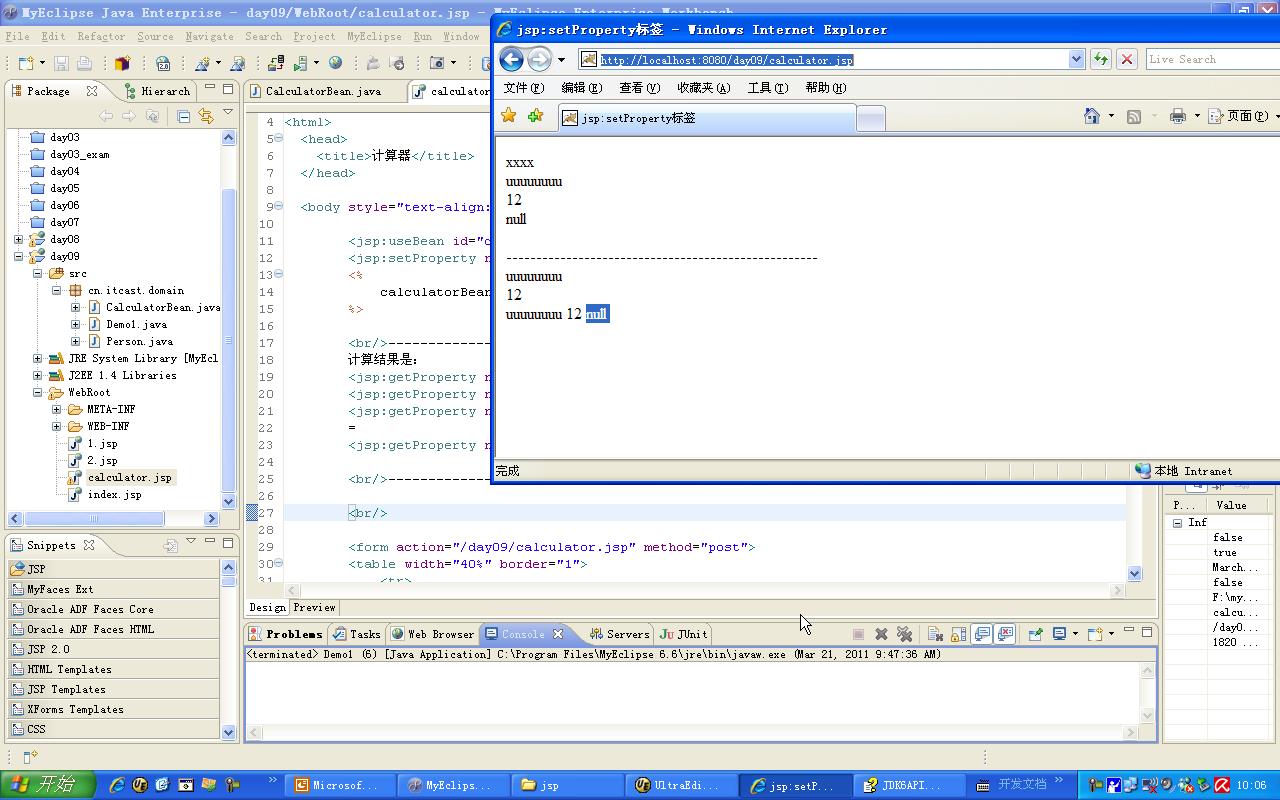 MyEclipse Java Enterprise - day09/WebRoot/calculator.jsp - MyEclipse Enterprise Workbench
File Edit Refactor Source Navigate Search Project MyEclipse Run Window
Package Hierarchy
day03
day03_exam
day04
day05
day06
day07
day08
day09
src
cn.itcast.domain
CalculatorBean.java
Demo1.java
Person.java
JRE System Library [MyEcl
J2EE 1.4 Libraries
WebRoot
META-INF
WEB-INF
1.jsp
2.jsp
calculator.jsp
index.jsp
Snippets
JSP
MyFaces Ext
Oracle ADF Faces Core
Oracle ADF Faces HTML
JSP 2.0
HTML Templates
JSP Templates
XForms Templates
CSS
CalculatorBean.java calculato
4 <html>
5 <head>
6 <title>计算器</title>
7 </head>
8
9 <body style="text-align:
10
11 <jsp:useBean id="c
12 <jsp:setProperty n
13 <%
14 calculatorBean
15 %>
16
17 <br/>-------------
18 计算结果是:
19 <jsp:getProperty n
20 <jsp:getProperty n
21 <jsp:getProperty n
22 =
23 <jsp:getProperty n
24
25 <br/>-------------
26
27 <br/>
28
29 <form action="/day09/calculator.jsp" method="post">
30 <table width="40%" border="1">
31 <tr>
Design Preview
jsp:setProperty标签 - Windows Internet Explorer
http://localhost:8080/day09/calculator.jsp
Live Search
文件(F) 编辑(E) 查看(V) 收藏夹(A) 工具(T) 帮助(H)
jsp:setProperty标签
页面(P)
xxxx
uuuuuuu
12
null
----------------------------------------------------
uuuuuuu
12
uuuuuuu 12 null
完成
本地 Intranet
P... Value
Inf
false
true
March...
false
F:\my...
calcu...
/day0...
1820 ...
Problems Tasks Web Browser Console Servers JUnit
<terminated> Demo1 (6) [Java Application] C:\Program Files\MyEclipse 6.6\jre\bin\javaw.exe (Mar 21, 2011 9:47:36 AM)
开始
Microsof...
MyEclips...
jsp
UltraEdi...
jsp:setP...
JDK6API...
开发文档
10:06